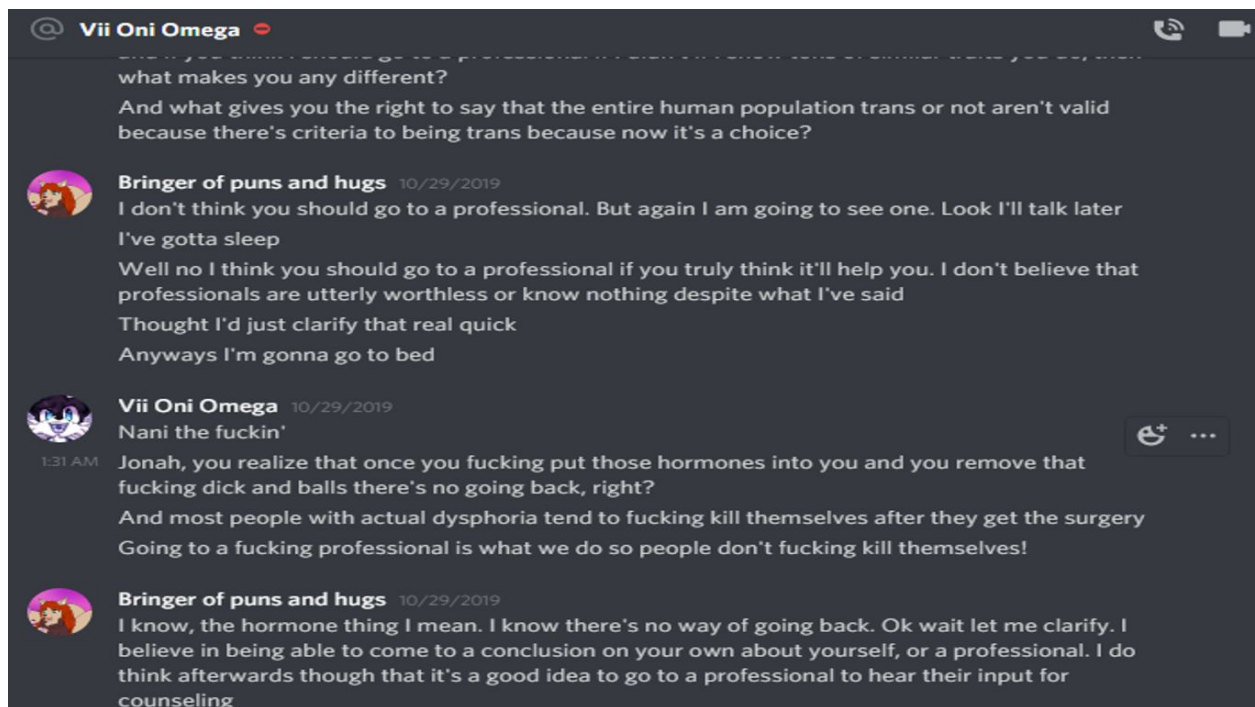 @ Vii Oni Omega
what makes you any different?
And what gives you the right to say that the entire human population trans or not aren't valid
because there's criteria to being trans because now it's a choice?
Bringer of puns and hugs 10/29/2019
I don't think you should go to a professional. But again I am going to see one. Look I'll talk later
I've gotta sleep
Well no I think you should go to a professional if you truly think it'll help you. I don't believe that
professionals are utterly worthless or know nothing despite what I've said
Thought I'd just clarify that real quick
Anyways I'm gonna go to bed
Vii Oni Omega 10/29/2019
Nani the fuckin'
1:31 AM Jonah, you realize that once you fucking put those hormones into you and you remove that
fucking dick and balls there's no going back, right?
And most people with actual dysphoria tend to fucking kill themselves after they get the surgery
Going to a fucking professional is what we do so people don't fucking kill themselves!
Bringer of puns and hugs 10/29/2019
I know, the hormone thing I mean. I know there's no way of going back. Ok wait let me clarify. I
believe in being able to come to a conclusion on your own about yourself, or a professional. I do
think afterwards though that it's a good idea to go to a professional to hear their input for
counseling